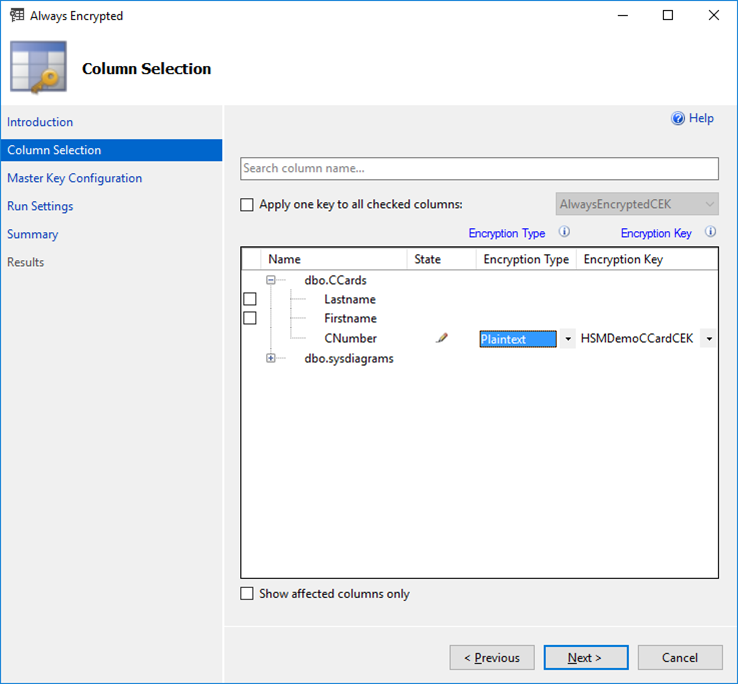 Always Encrypted
Column Selection
Introduction
Column Selection
Master Key Configuration
Run Settings
Summary
Results
Help
Search column name...
Apply one key to all checked columns: AlwaysEncryptedCEK
Encryption Type Encryption Key
Name State Encryption Type Encryption Key
dbo.CCards
Lastname
Firstname
CNumber Plaintext HSMDemoCCardCEK
dbo.sysdiagrams
Show affected columns only
< Previous Next > Cancel